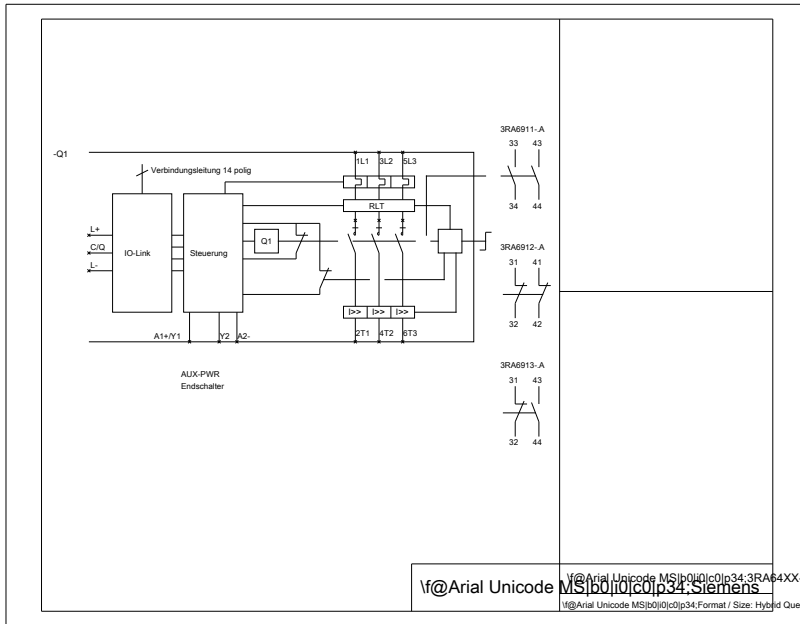 3RA6911-.A
33 43
-Q1
1L1 3L2 5L3
Verbindungsleitung 14 polig
34 44
RLT
L+
C/Q
L-
IO-Link
Steuerung
Q1
3RA6912-.A
31 41
I>> I>> I>>
32 42
A1+/Y1 Y2 A2-
2T1 4T2 6T3
3RA6913-.A
AUX-PWR
Endschalter
31 43
32 44
\f@Arial Unicode MS|b0|i0|c0|p34;Siemens
\f@Arial Unicode MS|b0|i0|c0|p34;3RA64XX-
\f@Arial Unicode MS|b0|i0|c0|p34;Format / Size: Hybrid Que